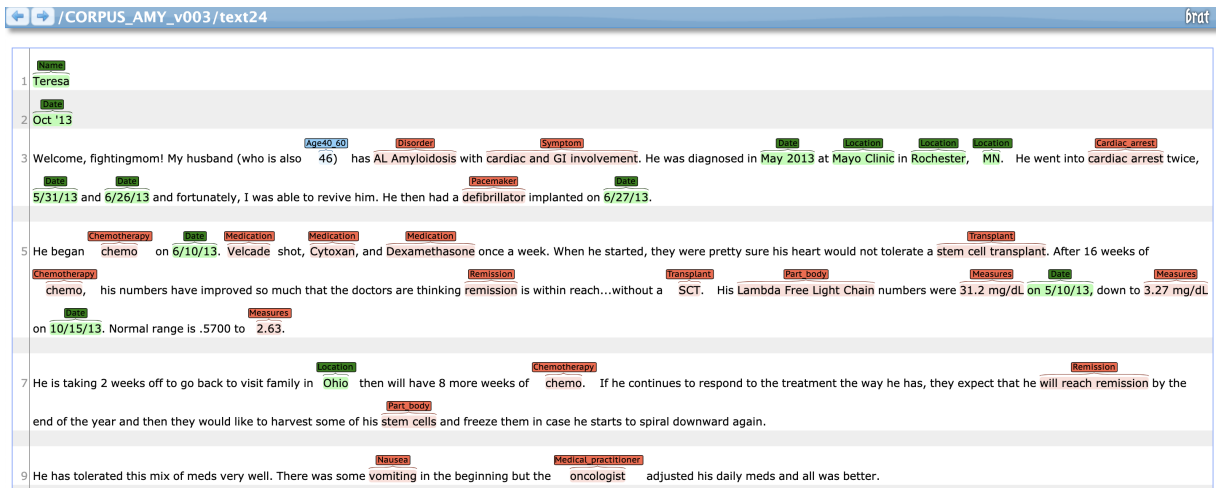 /CORPUS_AMY_v003/text24
brat
Name
1 Teresa
Date
2 Oct '13
Age40_60 Disorder Symptom Date Location Location Location Cardiac_arrest
3 Welcome, fightingmom! My husband (who is also 46) has AL Amyloidosis with cardiac and GI involvement. He was diagnosed in May 2013 at Mayo Clinic in Rochester, MN. He went into cardiac arrest twice,
Date Date Pacemaker Date
5/31/13 and 6/26/13 and fortunately, I was able to revive him. He then had a defibrillator implanted on 6/27/13.
Chemotherapy Date Medication Medication Medication Transplant
5 He began chemo on 6/10/13. Velcade shot, Cytoxan, and Dexamethasone once a week. When he started, they were pretty sure his heart would not tolerate a stem cell transplant. After 16 weeks of
Chemotherapy Remission Transplant Part_body Measures Date Measures
chemo, his numbers have improved so much that the doctors are thinking remission is within reach...without a SCT. His Lambda Free Light Chain numbers were 31.2 mg/dL on 5/10/13, down to 3.27 mg/dL
Date Measures
on 10/15/13. Normal range is .5700 to 2.63.
Location Chemotherapy Remission
7 He is taking 2 weeks off to go back to visit family in Ohio then will have 8 more weeks of chemo. If he continues to respond to the treatment the way he has, they expect that he will reach remission by the
Part_body
end of the year and then they would like to harvest some of his stem cells and freeze them in case he starts to spiral downward again.
Nausea Medical_practitioner
9 He has tolerated this mix of meds very well. There was some vomiting in the beginning but the oncologist adjusted his daily meds and all was better.